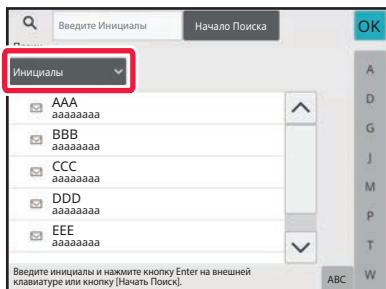 Введите Инициалы
Начало Поиска
OK
Инициалы
AAA
aaaaaaaa
BBB
aaaaaaaa
CCC
aaaaaaaa
DDD
aaaaaaaa
EEE
aaaaaaaa
A
D
G
J
M
P
T
W
Введите инициалы и нажмите кнопку Enter на внешней
клавиатуре или кнопку [Начать Поиск].
ABC